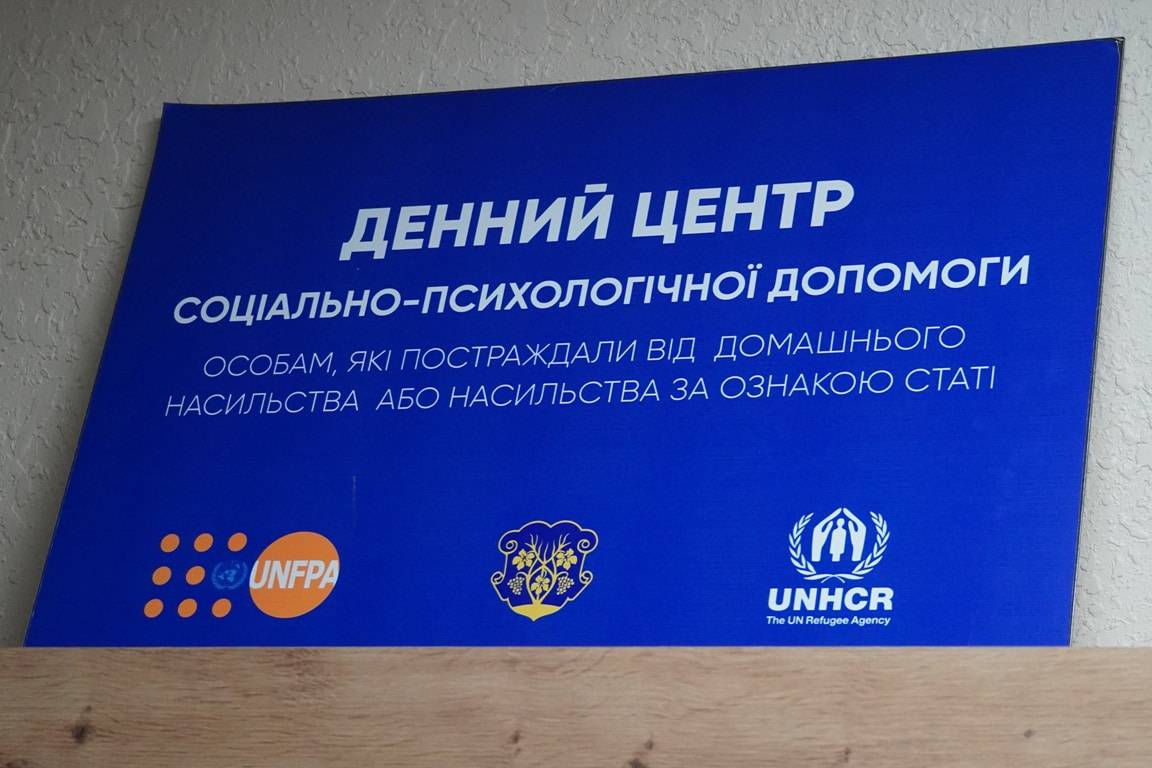 ДЕННИЙ ЦЕНТР
СОЦІАЛЬНО-ПСИХОЛОГІЧНОЇ ДОПОМОГИ
ОСОБАМ, ЯКІ ПОСТРАЖДАЛИ ВІД ДОМАШНЬОГО
НАСИЛЬСТВА АБО НАСИЛЬСТВА ЗА ОЗНАКОЮ СТАТІ
UNFPA
UNHCR
The UN Refugee Agency